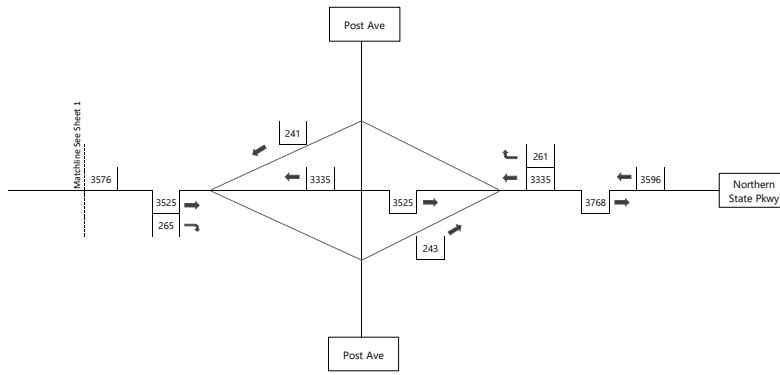 Post Ave
Matchline See Sheet 1
241
261
3576
3335
3335
3596
Northern
State Pkwy
3525
3525
3768
265
243
Post Ave